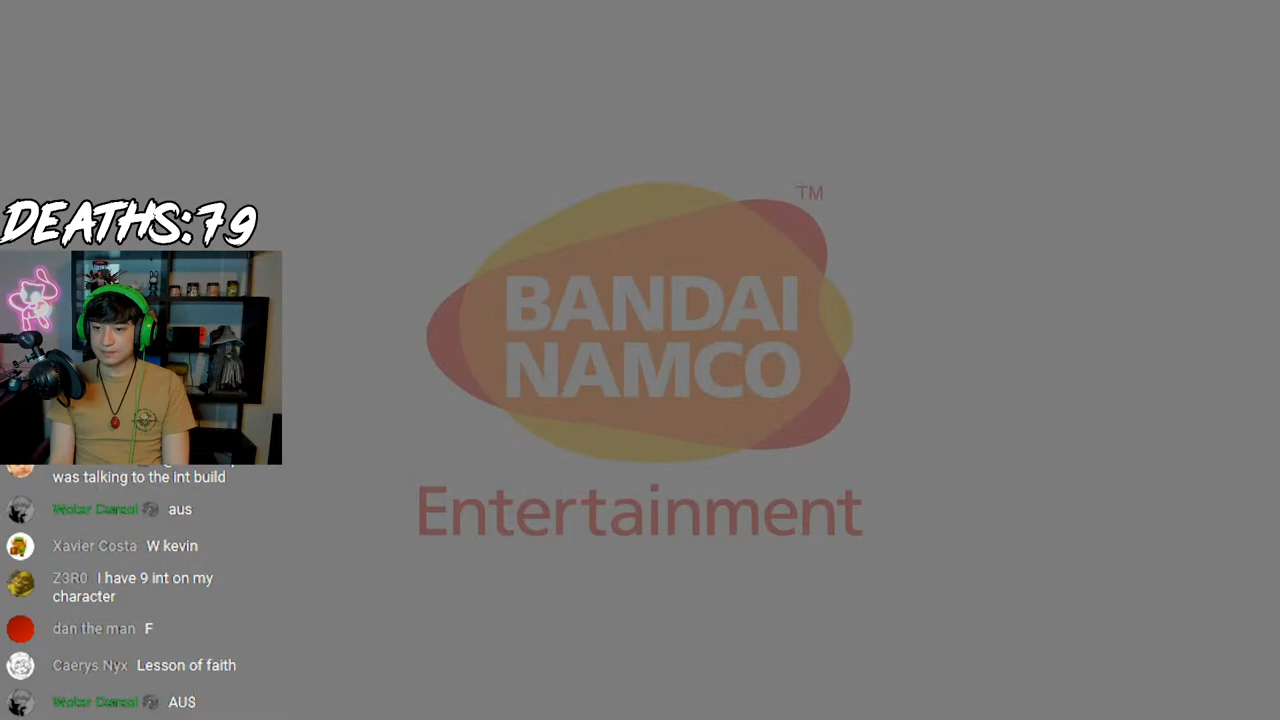 TM
BANDAI
NAMCO
Entertainment
DEATHS:79
was talking to the int build
aus
Xavier Costa W kevin
Z3R0 I have 9 int on my
character
dan the man F
Caerys Nyx Lesson of faith
AU$